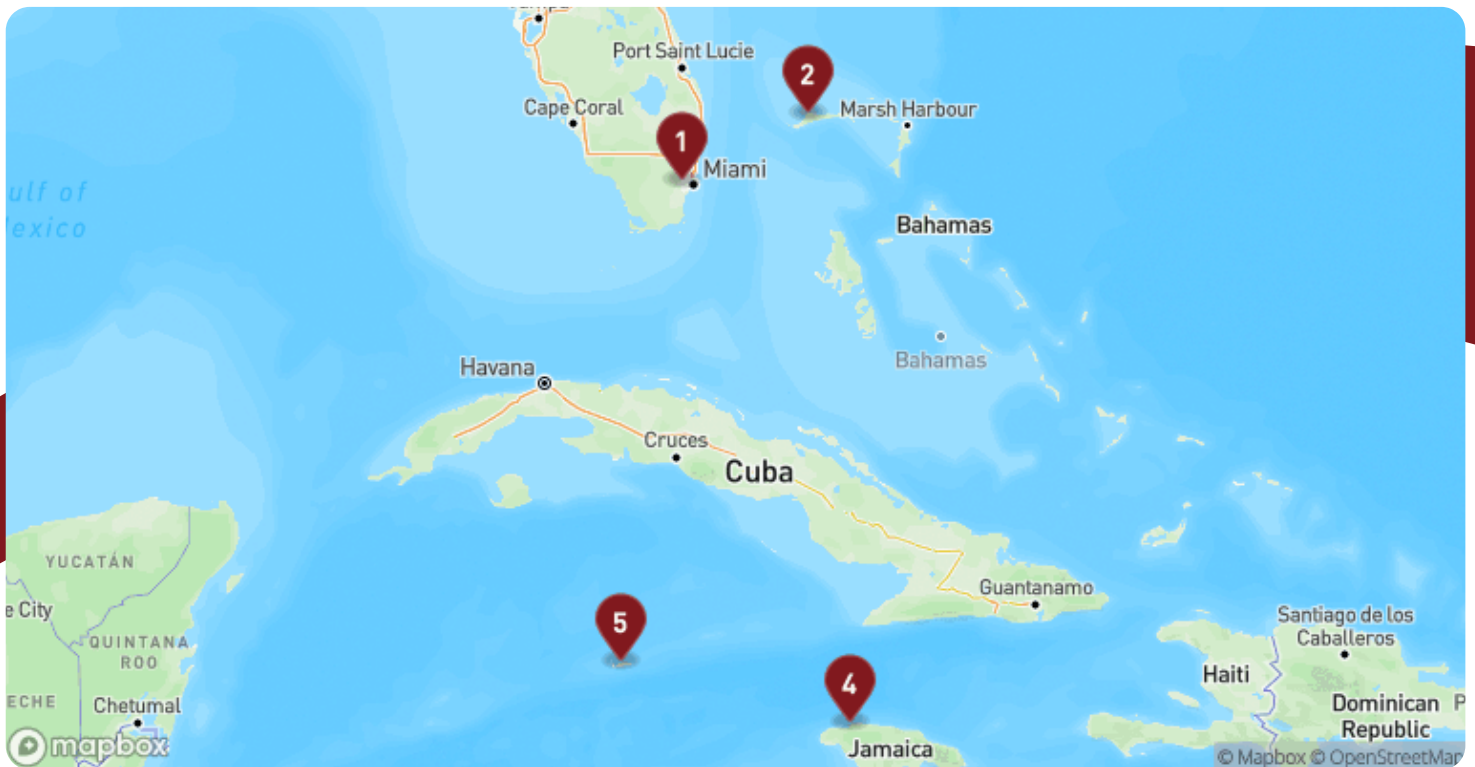 Port Saint Lucie
2
Cape Coral
Marsh Harbour
1
Miami
ulf of
exico
Bahamas
Bahamas
Havana
Cruces
Cuba
YUCATÁN
Guantanamo
e City
5
Santiago de los
Caballeros
QUINTANA
ROO
4
Haiti
ECHE
Chetumal
Dominican P
Republic
mapbox
Jamaica
© Mapbox © OpenStreetMap